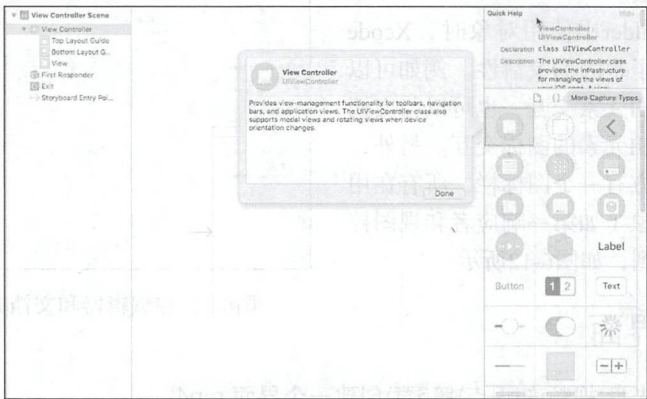 View Controller Scene
View Controller
Top Layout Guide
Bottom Layout G...
View
First Responder
Exit
Storyboard Entry Poi...
View Controller
UIViewController
Provides view-management functionality for toolbars, navigation
bars, and application views. The UIViewController class also
supports modal views and rotating views when device
orientation changes.
Done
Quick Help
Hide
ViewController :
UIViewController
Declaration class UIViewController
Description The UIViewController class
provides the infrastructure
for managing the views of
More Capture Types
Label
Button
1 2
Text